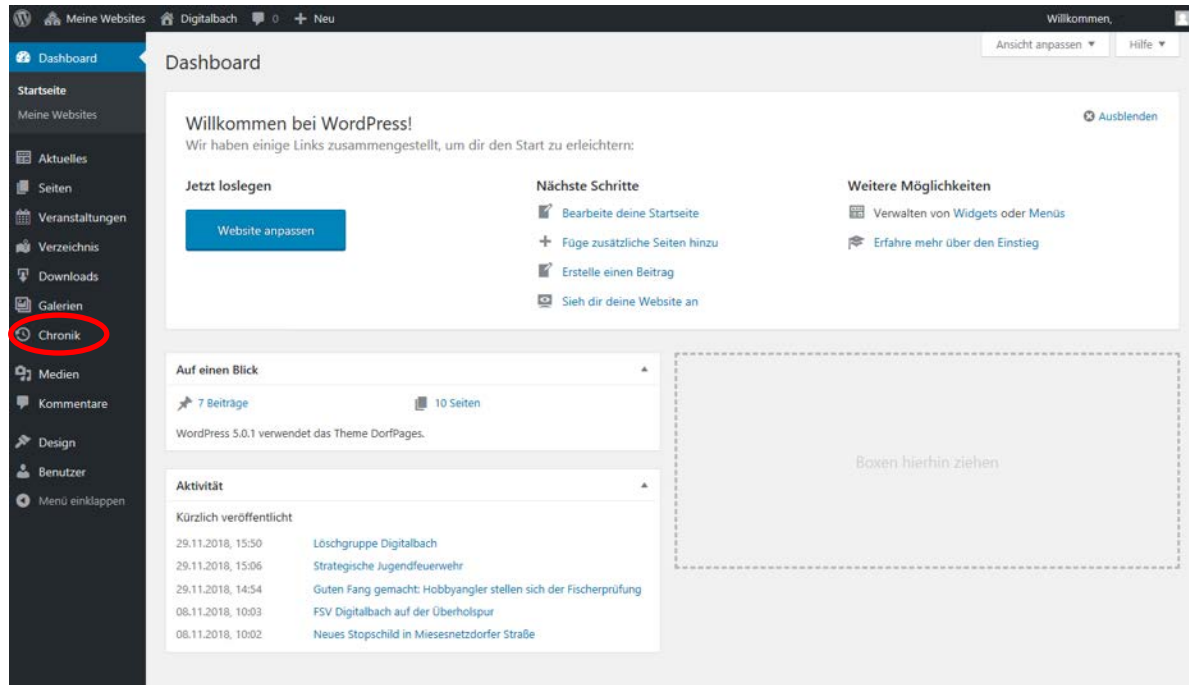 Meine Websites Digitalbach 0 + Neu Willkommen,
Ansicht anpassen Hilfe
Dashboard
Startseite
Meine Websites
Aktuelles
Seiten
Veranstaltungen
Verzeichnis
Downloads
Galerien
Chronik
Medien
Kommentare
Design
Benutzer
Menü einklappen
Dashboard
Willkommen bei WordPress!
Ausblenden
Wir haben einige Links zusammengestellt, um dir den Start zu erleichtern:
Jetzt loslegen
Website anpassen
Nächste Schritte
Bearbeite deine Startseite
Füge zusätzliche Seiten hinzu
Erstelle einen Beitrag
Sieh dir deine Website an
Weitere Möglichkeiten
Verwalten von Widgets oder Menüs
Erfahre mehr über den Einstieg
Auf einen Blick
7 Beiträge 10 Seiten
WordPress 5.0.1 verwendet das Theme DorfPages.
Aktivität
Kürzlich veröffentlicht
29.11.2018, 15:50 Löschgruppe Digitalbach
29.11.2018, 15:06 Strategische Jugendfeuerwehr
29.11.2018, 14:54 Guten Fang gemacht: Hobbyangler stellen sich der Fischerprüfung
08.11.2018, 10:03 FSV Digitalbach auf der Überholspur
08.11.2018, 10:02 Neues Stopschild in Miesesnetzdorfer Straße
Boxen hierhin ziehen